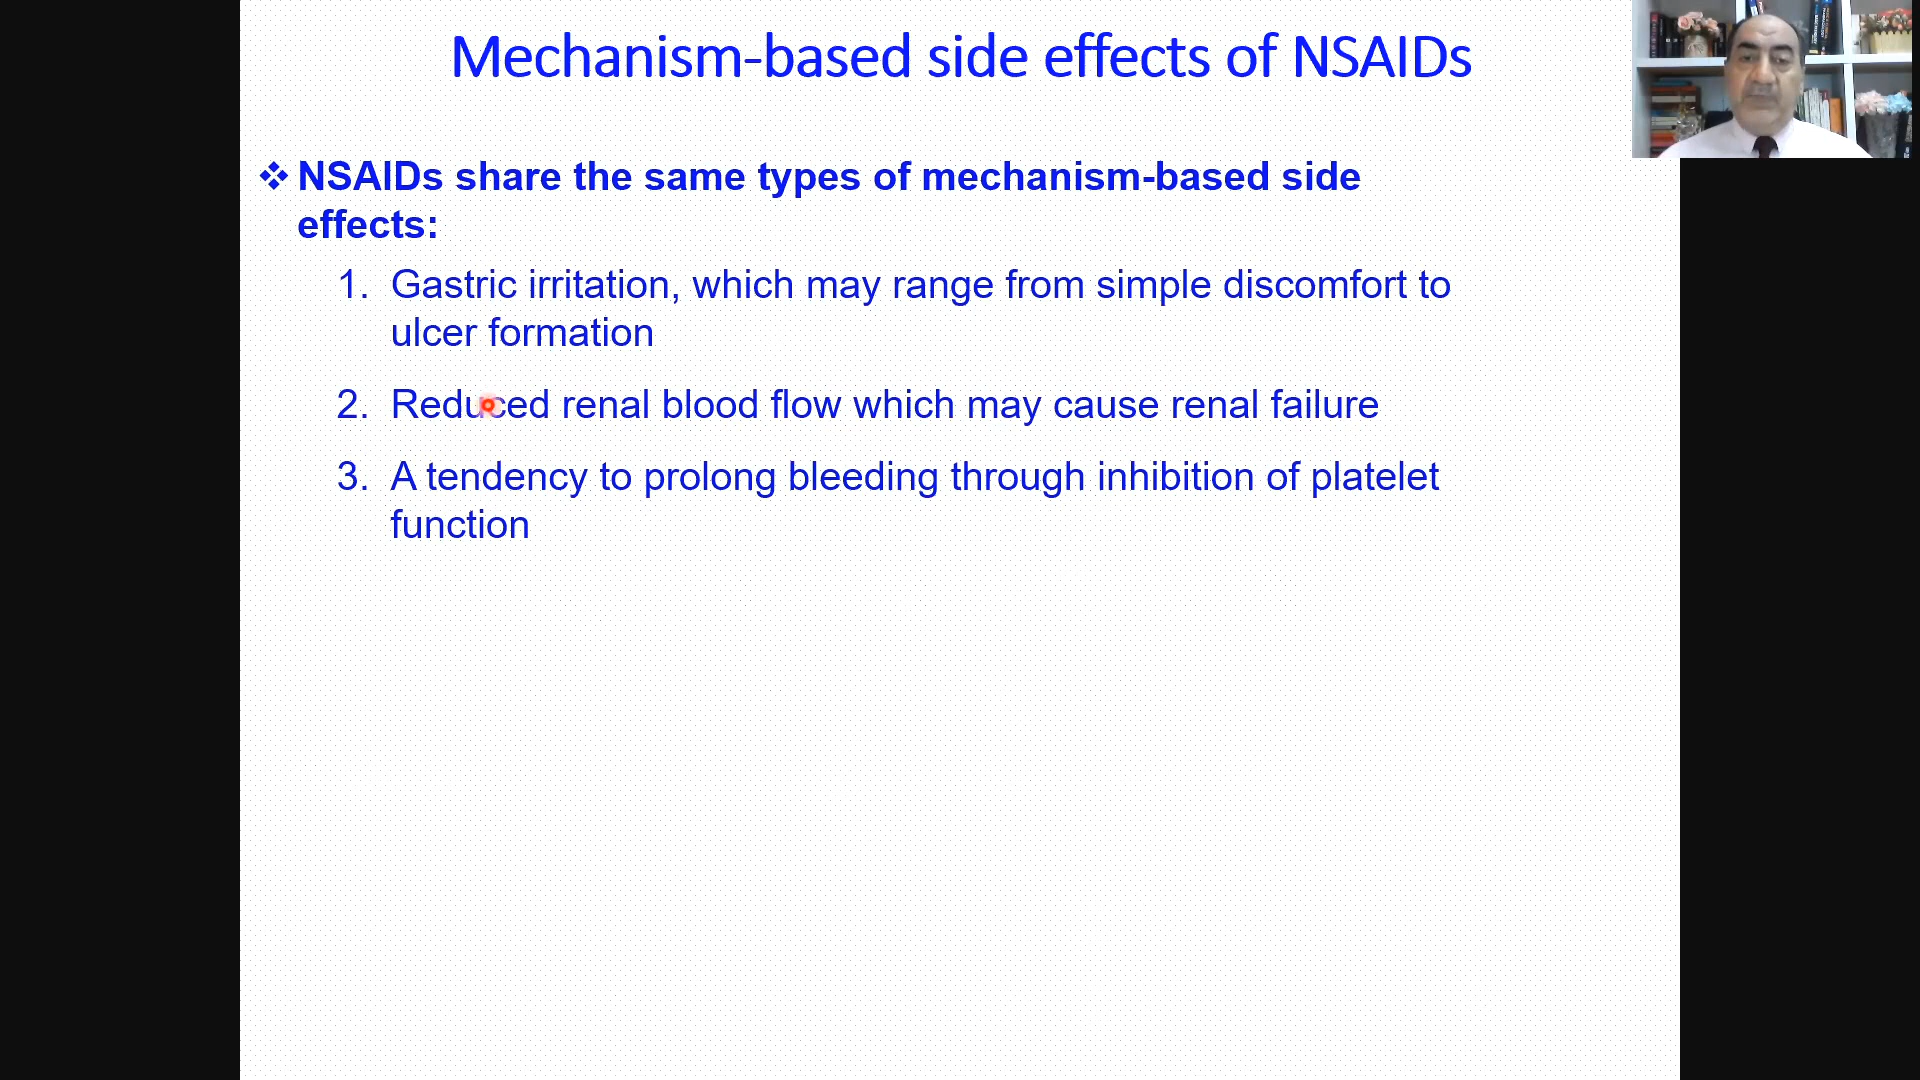 Mechanism-based side effects of NSAIDs
❖ NSAIDs share the same types of mechanism-based side
effects:
1. Gastric irritation, which may range from simple discomfort to
ulcer formation
2. Reduced renal blood flow which may cause renal failure
3. A tendency to prolong bleeding through inhibition of platelet
function